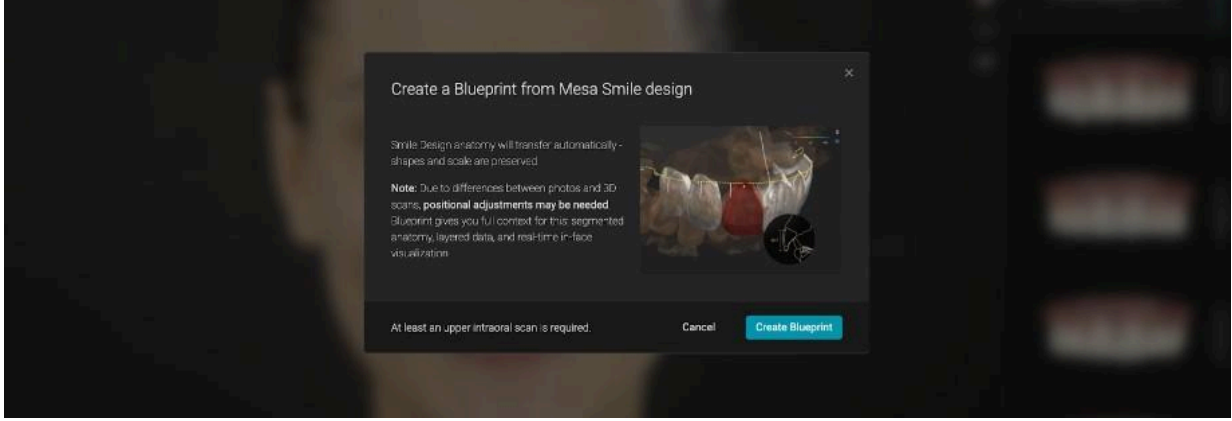 Create a Blueprint from Mesa Smile design
Smile Design anatomy will transfer automatically -
shapes and scale are preserved
Note: Due to differences between photos and 3D
scans, positional adjustments may be needed
Blueprint gives you full context for this: segmented
anatomy, layered data, and real-time in-face
visualization
At least an upper intraoral scan is required.
Cancel
Create Blueprint